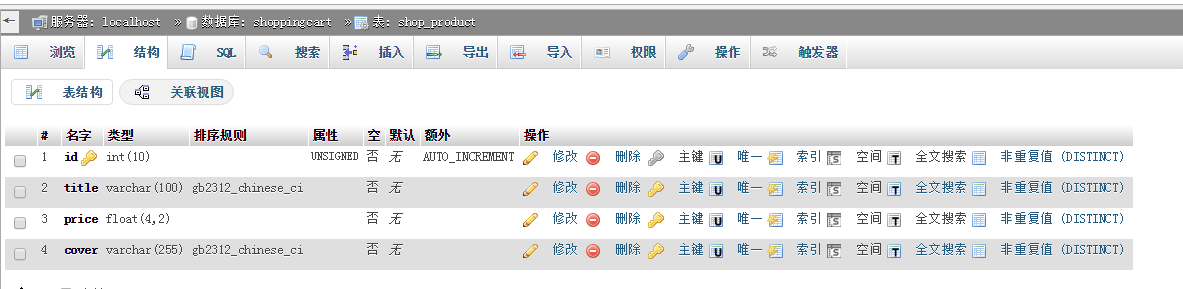 服务器: localhost » 数据库: shoppingcart » 表: shop_product
浏览 结构 SQL 搜索 插入 导出 导入 权限 操作 触发器
表结构 关联视图
# 名字 类型 排序规则 属性 空 默认 额外 操作
1 id int(10) UNSIGNED 否 无 AUTO_INCREMENT 修改 删除 主键 唯一 索引 空间 全文搜索 非重复值 (DISTINCT)
2 title varchar(100) gb2312_chinese_ci 否 无 修改 删除 主键 唯一 索引 空间 全文搜索 非重复值 (DISTINCT)
3 price float(4,2) 否 无 修改 删除 主键 唯一 索引 空间 全文搜索 非重复值 (DISTINCT)
4 cover varchar(255) gb2312_chinese_ci 否 无 修改 删除 主键 唯一 索引 空间 全文搜索 非重复值 (DISTINCT)